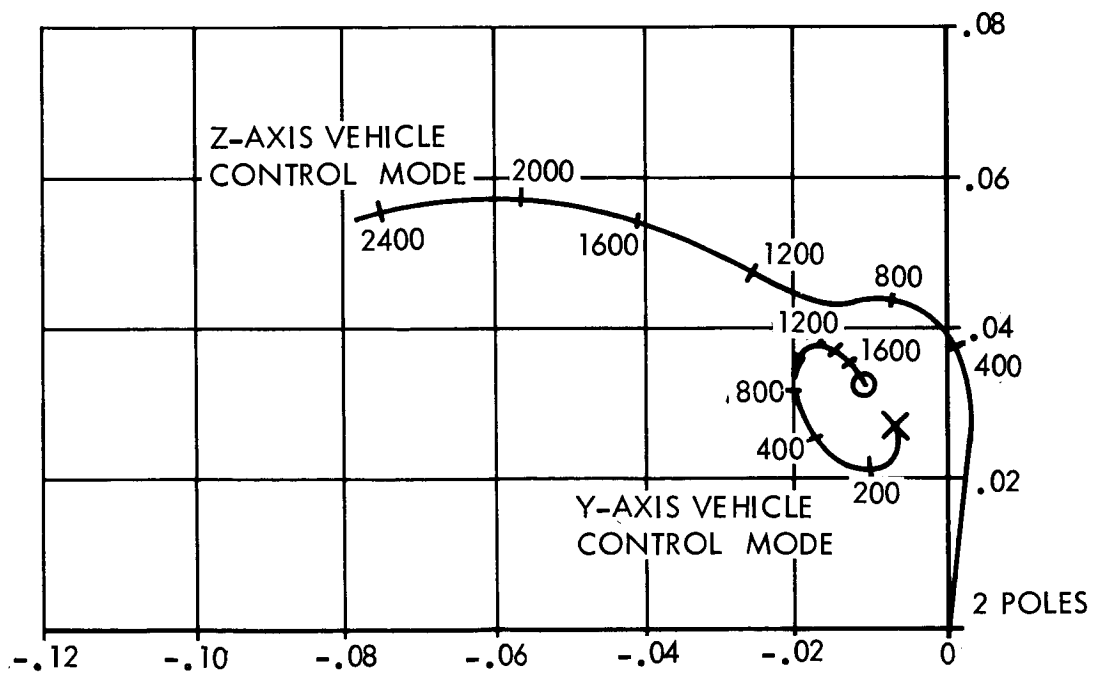 .08
Z-AXIS VEHICLE
CONTROL MODE
2000
.06
2400
1600
1200
800
.04
1200
1600
400
800
400
.02
200
Y-AXIS VEHICLE
CONTROL MODE
2 POLES
-.12 -.10 -.08 -.06 -.04 -.02 0